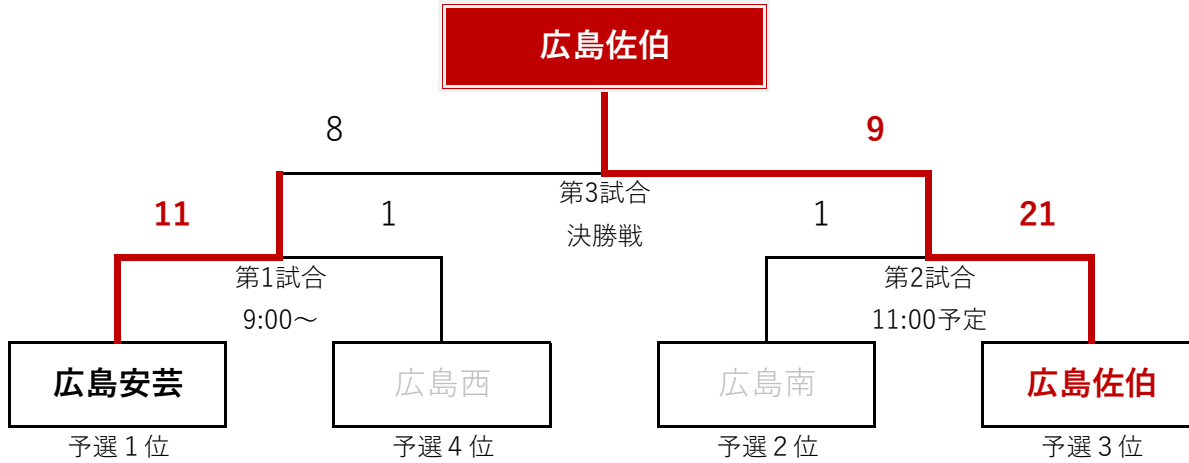 広島佐伯
8
9
第3試合
決勝戦
11
1
1
21
第1試合
9:00～
第2試合
11:00予定
広島安芸
広島西
広島南
広島佐伯
予選１位
予選４位
予選２位
予選３位